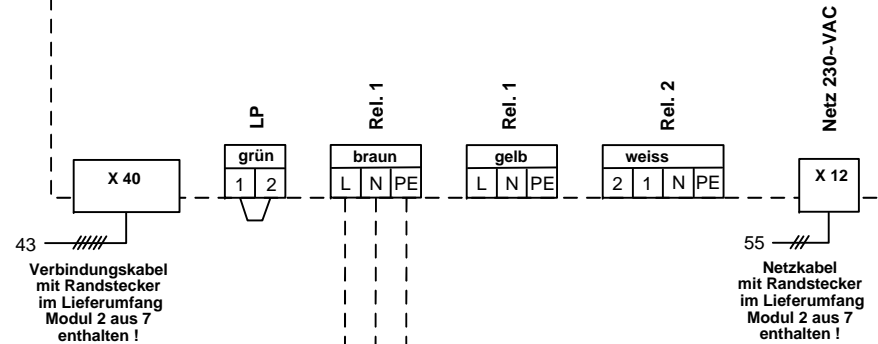 LP
Rel. 1
Rel. 1
Rel. 2
Netz 230~VAC
grün
braun
gelb
weiss
X 40
1 2
L N PE
L N PE
2 1 N PE
X 12
43
55
Verbindungskabel
mit Randstecker
im Lieferumfang
Modul 2 aus 7
enthalten !
Netzkabel
mit Randstecker
im Lieferumfang
Modul 2 aus 7
enthalten !